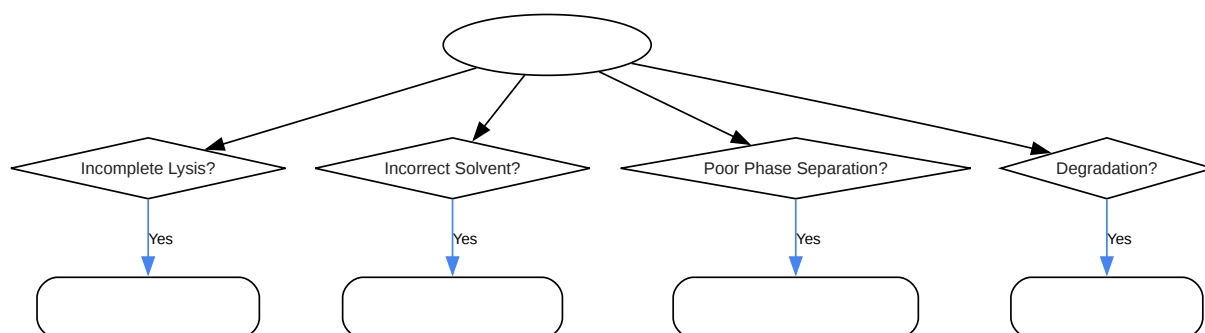 Incomplete Lysis?
Incorrect Solvent?
Poor Phase Separation?
Degradation?
Yes
Yes
Yes
Yes